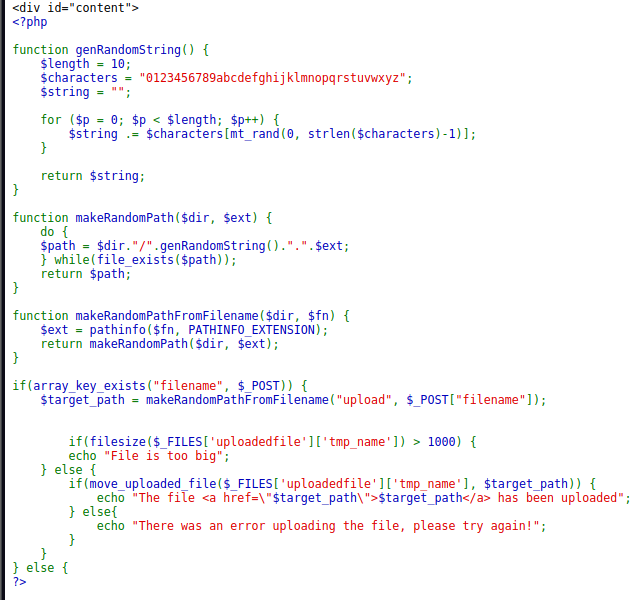 <div id="content">
<?php

function genRandomString() {
    $length = 10;
    $characters = "0123456789abcdefghijklmnopqrstuvwxyz";
    $string = "";

    for ($p = 0; $p < $length; $p++) {
        $string .= $characters[mt_rand(0, strlen($characters)-1)];
    }

    return $string;
}

function makeRandomPath($dir, $ext) {
    do {
    $path = $dir."/".genRandomString().".".$ext;
    } while(file_exists($path));
    return $path;
}

function makeRandomPathFromFilename($dir, $fn) {
    $ext = pathinfo($fn, PATHINFO_EXTENSION);
    return makeRandomPath($dir, $ext);
}

if(array_key_exists("filename", $_POST)) {
    $target_path = makeRandomPathFromFilename("upload", $_POST["filename"]);


        if(filesize($_FILES['uploadedfile']['tmp_name']) > 1000) {
        echo "File is too big";
    } else {
        if(move_uploaded_file($_FILES['uploadedfile']['tmp_name'], $target_path)) {
            echo "The file <a href=\"$target_path\">$target_path</a> has been uploaded";
        } else{
            echo "There was an error uploading the file, please try again!";
        }
    }
} else {
?>